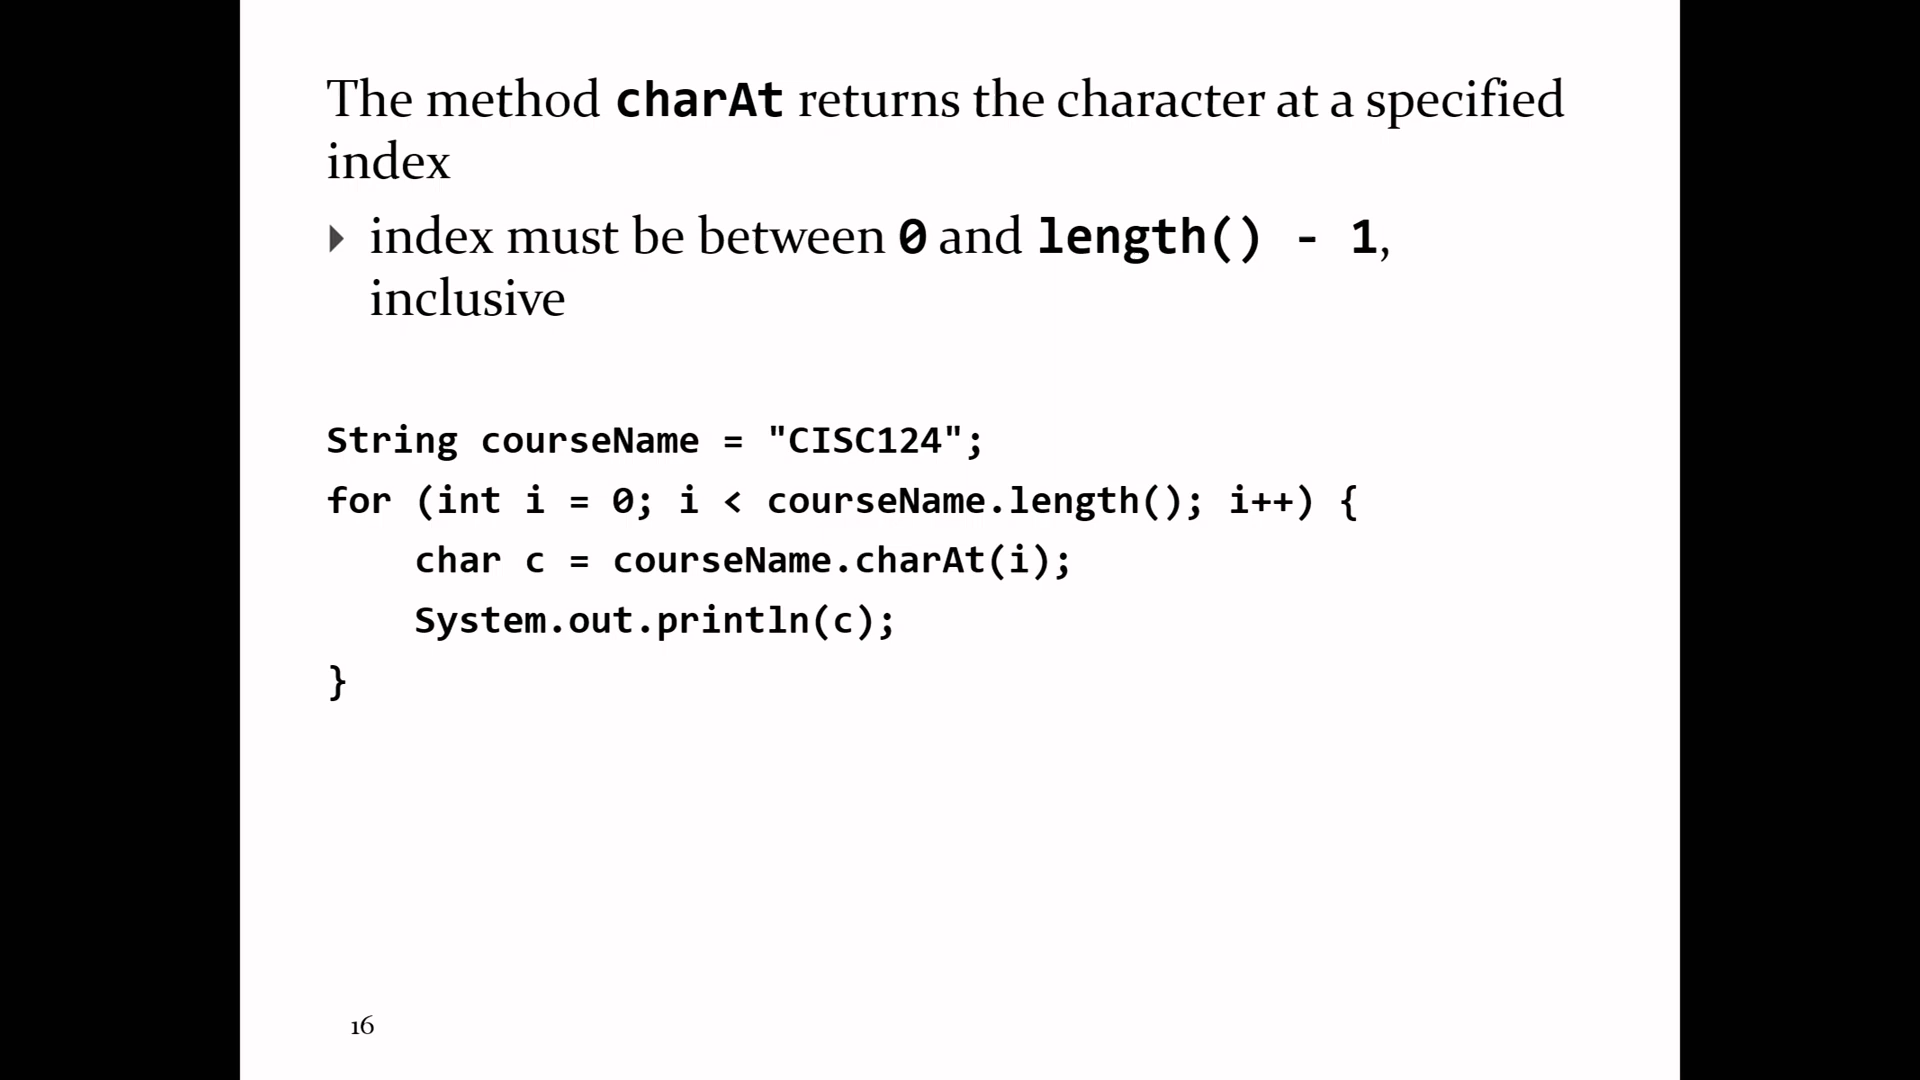 The method charAt returns the character at a specified
index
index must be between 0 and length() - 1,
inclusive
String courseName = "CISC124";
for (int i = 0; i < courseName.length(); i++) {
    char c = courseName.charAt(i);
    System.out.println(c);
}
16